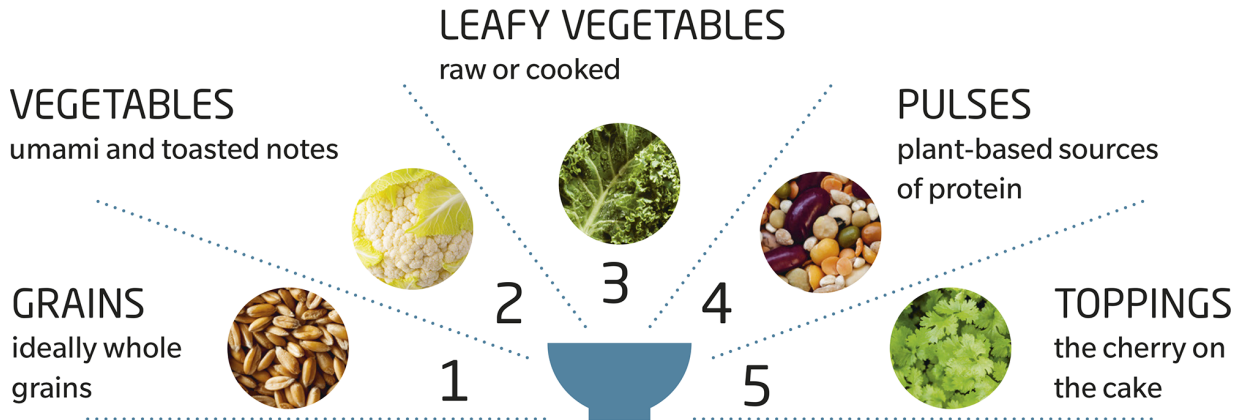 LEAFY VEGETABLES
raw or cooked
VEGETABLES
umami and toasted notes
PULSES
plant-based sources
of protein
GRAINS
ideally whole
grains
TOPPINGS
the cherry on
the cake
1
2
3
4
5